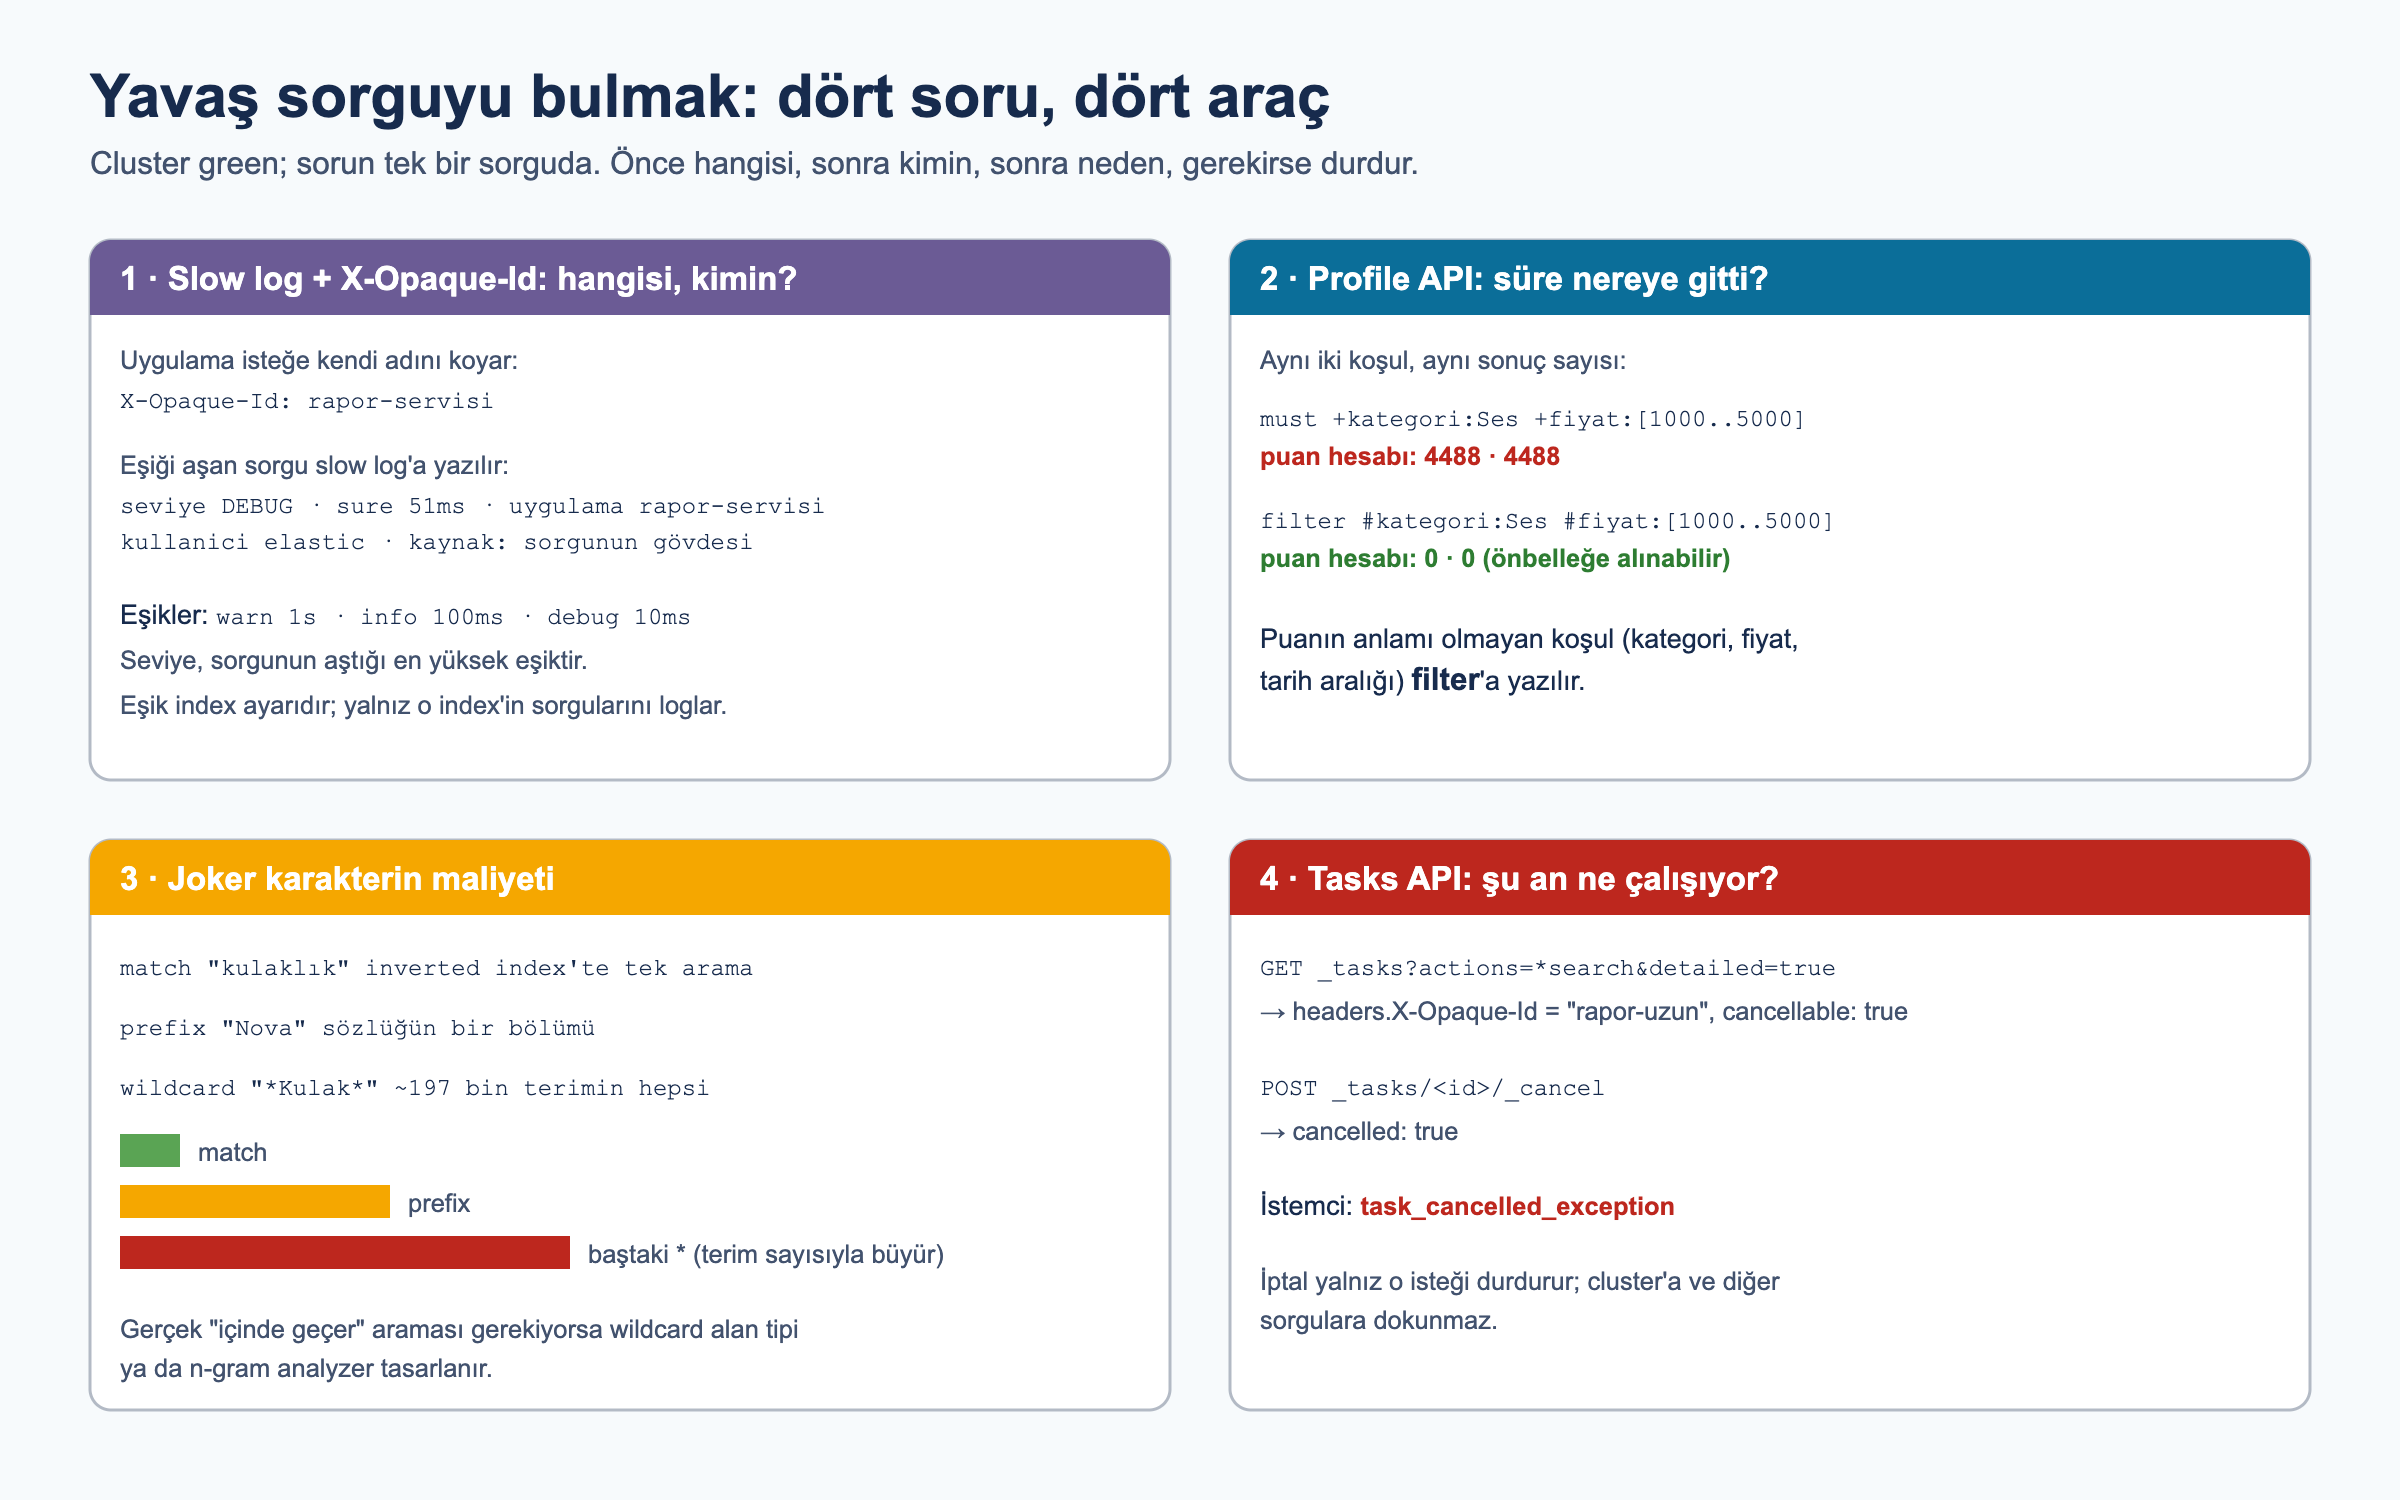 Yavaş sorguyu bulmak: dört soru, dört araç
Cluster green; sorun tek bir sorguda. Önce hangisi, sonra kimin, sonra neden, gerekirse durdur.
1 · Slow log + X-Opaque-Id: hangisi, kimin?
Uygulama isteğe kendi adını koyar:
X-Opaque-Id: rapor-servisi
Eşiği aşan sorgu slow log'a yazılır:
seviye DEBUG · sure 51ms · uygulama rapor-servisi
kullanici elastic · kaynak: sorgunun gövdesi
Eşikler: warn 1s · info 100ms · debug 10ms
Seviye, sorgunun aştığı en yüksek eşiktir.
Eşik index ayarıdır; yalnız o index'in sorgularını loglar.
2 · Profile API: süre nereye gitti?
Aynı iki koşul, aynı sonuç sayısı:
must +kategori:Ses +fiyat:[1000..5000]
puan hesabı: 4488 · 4488
filter #kategori:Ses #fiyat:[1000..5000]
puan hesabı: 0 · 0 (önbelleğe alınabilir)
Puanın anlamı olmayan koşul (kategori, fiyat,
tarih aralığı) filter'a yazılır.
3 · Joker karakterin maliyeti
match "kulaklık" inverted index'te tek arama
prefix "Nova" sözlüğün bir bölümü
wildcard "*Kulak*" ~197 bin terimin hepsi
match
prefix
baştaki * (terim sayısıyla büyür)
Gerçek "içinde geçer" araması gerekiyorsa wildcard alan tipi
ya da n-gram analyzer tasarlanır.
4 · Tasks API: şu an ne çalışıyor?
GET _tasks?actions=*search&detailed=true
→ headers.X-Opaque-Id = "rapor-uzun", cancellable: true
POST _tasks/<id>/_cancel
→ cancelled: true
İstemci: task_cancelled_exception
İptal yalnız o isteği durdurur; cluster'a ve diğer
sorgulara dokunmaz.